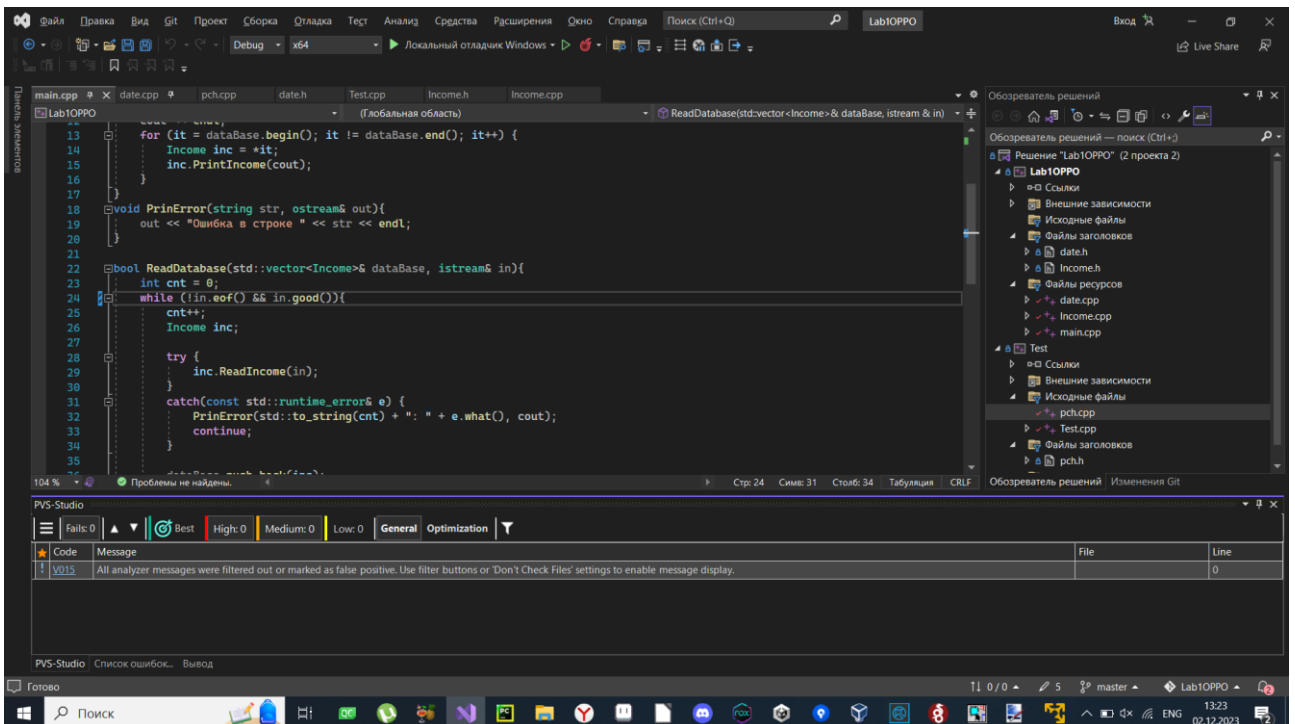 Файл Правка Вид Git Проект Сборка Отладка Тест Анализ Средства Расширения Окно Справка Поиск (Ctrl+Q) Lab1OPPO Вход
Debug x64 Локальный отладчик Windows Live Share
Панель элементов
main.cpp date.cpp pch.cpp date.h Test.cpp Income.h Income.cpp
Lab1OPPO (Глобальная область) ReadDatabase(std::vector<Income>& dataBase, istream& in)
13 for (it = dataBase.begin(); it != dataBase.end(); it++) {
14 Income inc = *it;
15 inc.PrintIncome(cout);
16 }
17 }
18 void PrinError(string str, ostream& out){
19 out << "Ошибка в строке " << str << endl;
20 }
21
22 bool ReadDatabase(std::vector<Income>& dataBase, istream& in){
23 int cnt = 0;
24 while (!in.eof() && in.good()){
25 cnt++;
26 Income inc;
27
28 try {
29 inc.ReadIncome(in);
30 }
31 catch(const std::runtime_error& e) {
32 PrinError(std::to_string(cnt) + ": " + e.what(), cout);
33 continue;
34 }
35
104 % Проблемы не найдены. Стр: 24 Симв: 31 Столб: 34 Табуляция CRLF
Обозреватель решений
Обозреватель решений — поиск (Ctrl+;)
Решение "Lab1OPPO" (2 проекта 2)
Lab1OPPO
Ссылки
Внешние зависимости
Исходные файлы
Файлы заголовков
date.h
Income.h
Файлы ресурсов
date.cpp
Income.cpp
main.cpp
Test
Ссылки
Внешние зависимости
Исходные файлы
pch.cpp
Test.cpp
Файлы заголовков
pch.h
Обозреватель решений Изменения Git
PVS-Studio
Fails: 0 Best High: 0 Medium: 0 Low: 0 General Optimization
Code Message File Line
V015 All analyzer messages were filtered out or marked as false positive. Use filter buttons or 'Don't Check Files' settings to enable message display. 0
PVS-Studio Список ошибок... Вывод
Готово 0 / 0 5 master Lab1OPPO
Поиск QC PC rox ENG 13:23
02.12.2023